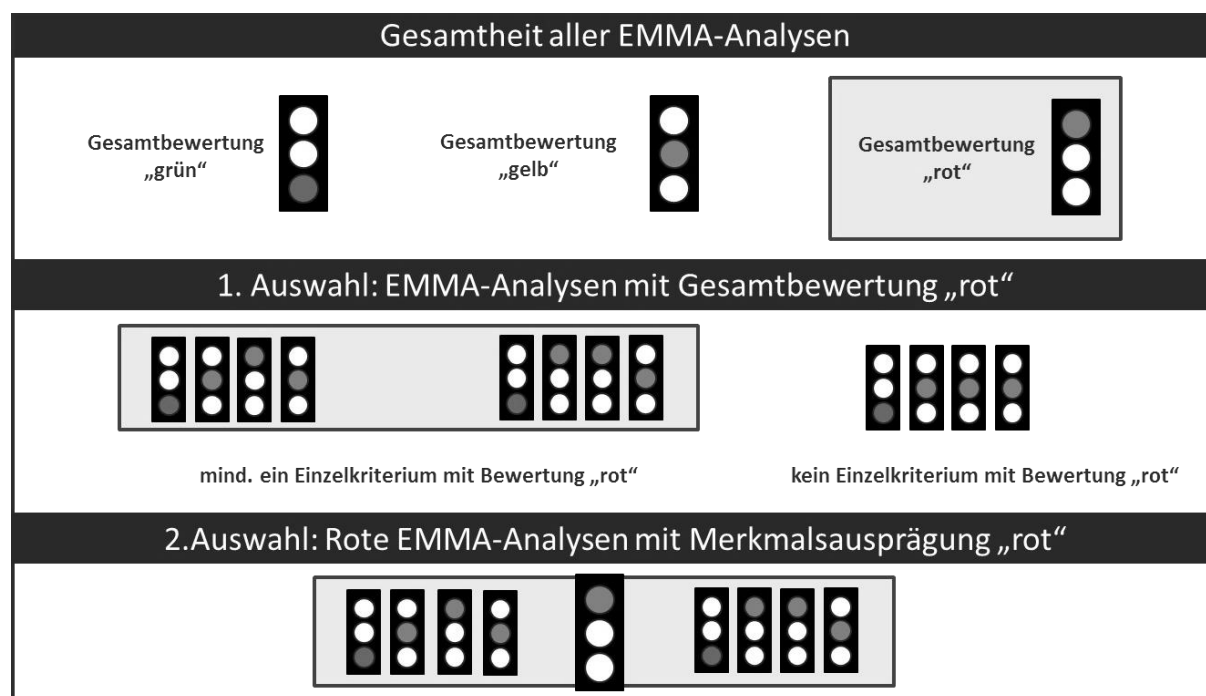 Gesamtheit aller EMMA-Analysen
Gesamtbewertung
„grün“
Gesamtbewertung
„gelb“
Gesamtbewertung
„rot“
1. Auswahl: EMMA-Analysen mit Gesamtbewertung „rot“
mind. ein Einzelkriterium mit Bewertung „rot“
kein Einzelkriterium mit Bewertung „rot“
2.Auswahl: Rote EMMA-Analysen mit Merkmalsausprägung „rot“